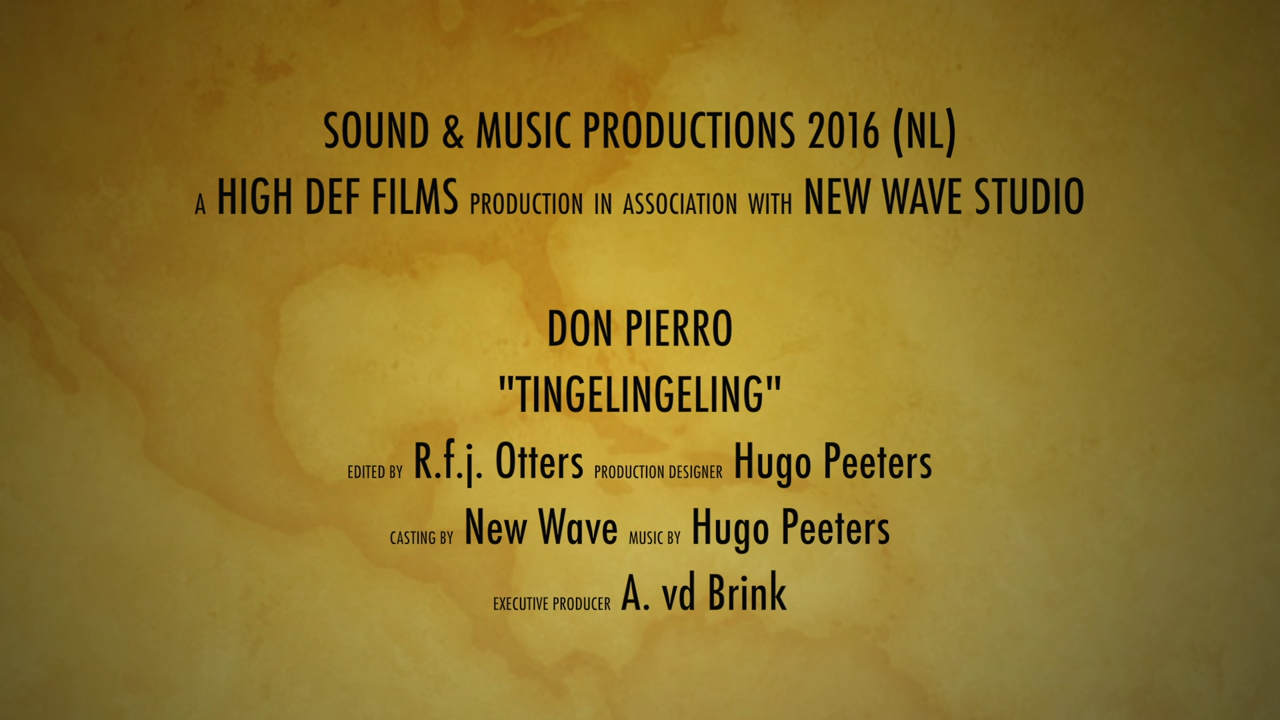 SOUND & MUSIC PRODUCTIONS 2016 (NL)
A HIGH DEF FILMS PRODUCTION IN ASSOCIATION WITH NEW WAVE STUDIO
DON PIERRO
"TINGELINGELING"
EDITED BY R.f.j. Otters PRODUCTION DESIGNER Hugo Peeters
CASTING BY New Wave MUSIC BY Hugo Peeters
EXECUTIVE PRODUCER A. vd Brink